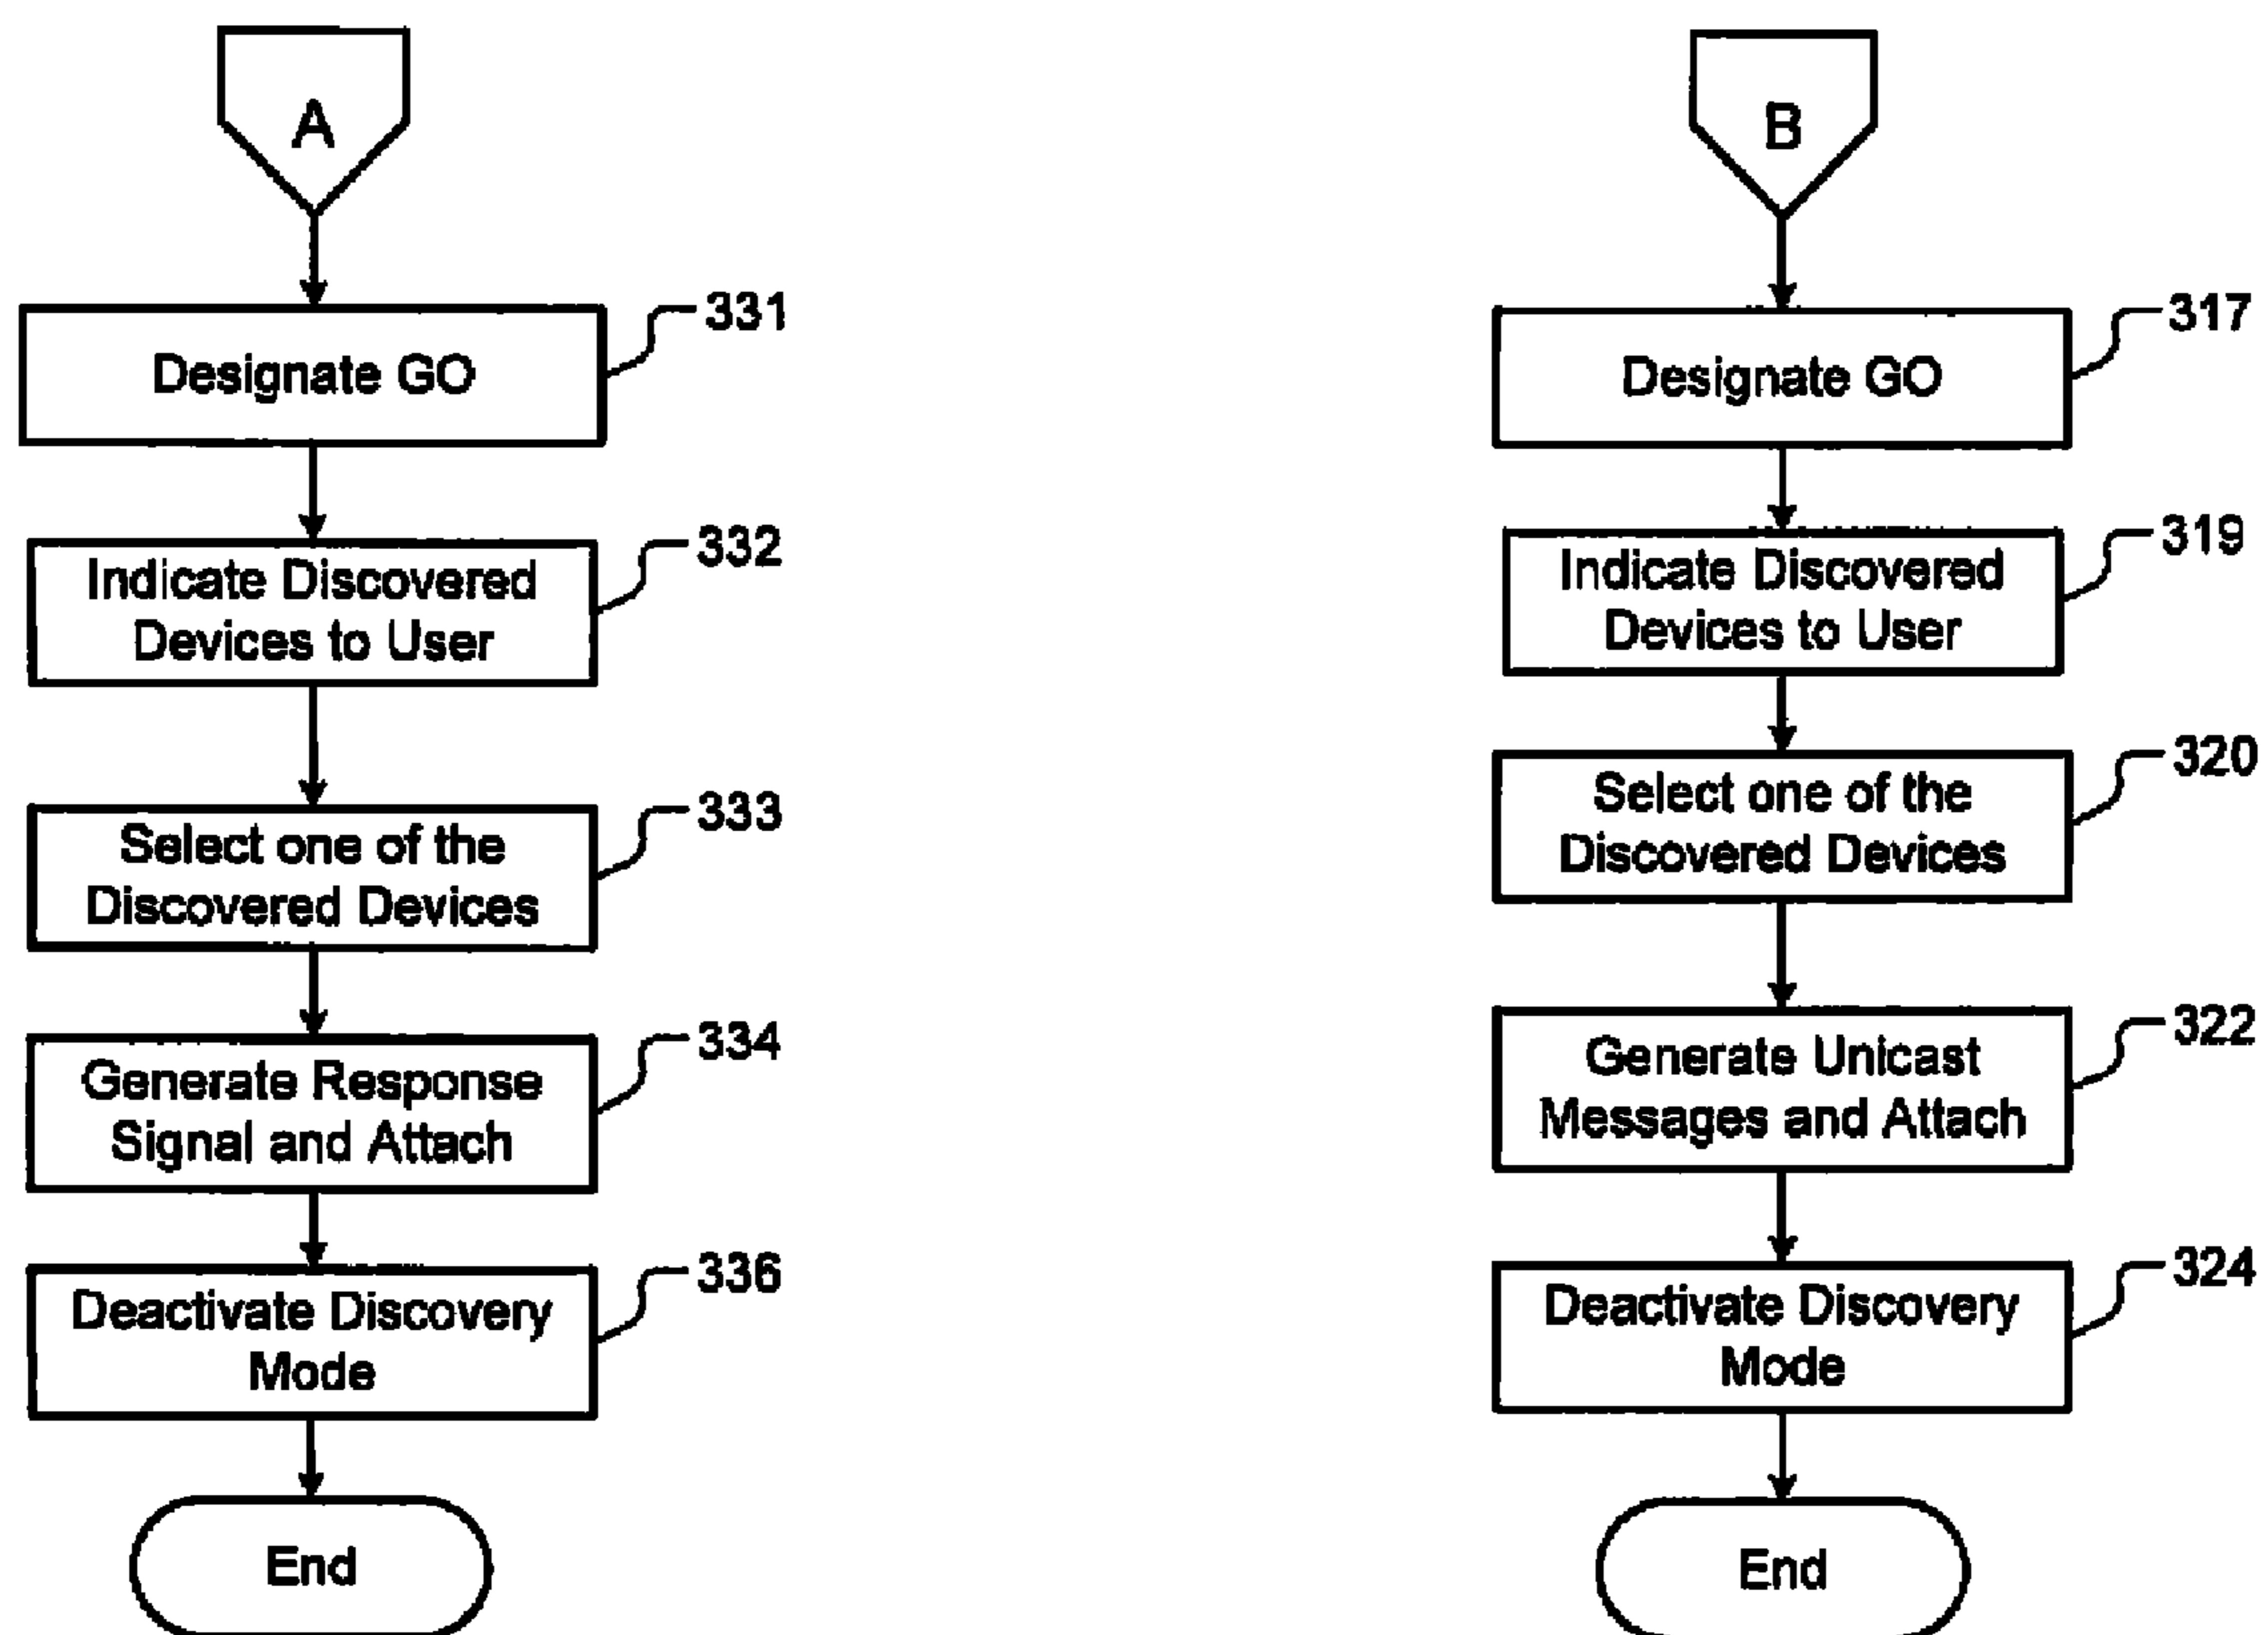 A
Designate GO
331
Indicate Discovered
Devices to User
332
Select one of the
Discovered Devices
333
Generate Response
Signal and Attach
334
Deactivate Discovery
Mode
336
End
B
Designate GO
317
Indicate Discovered
Devices to User
319
Select one of the
Discovered Devices
320
Generate Unicast
Messages and Attach
322
Deactivate Discovery
Mode
324
End